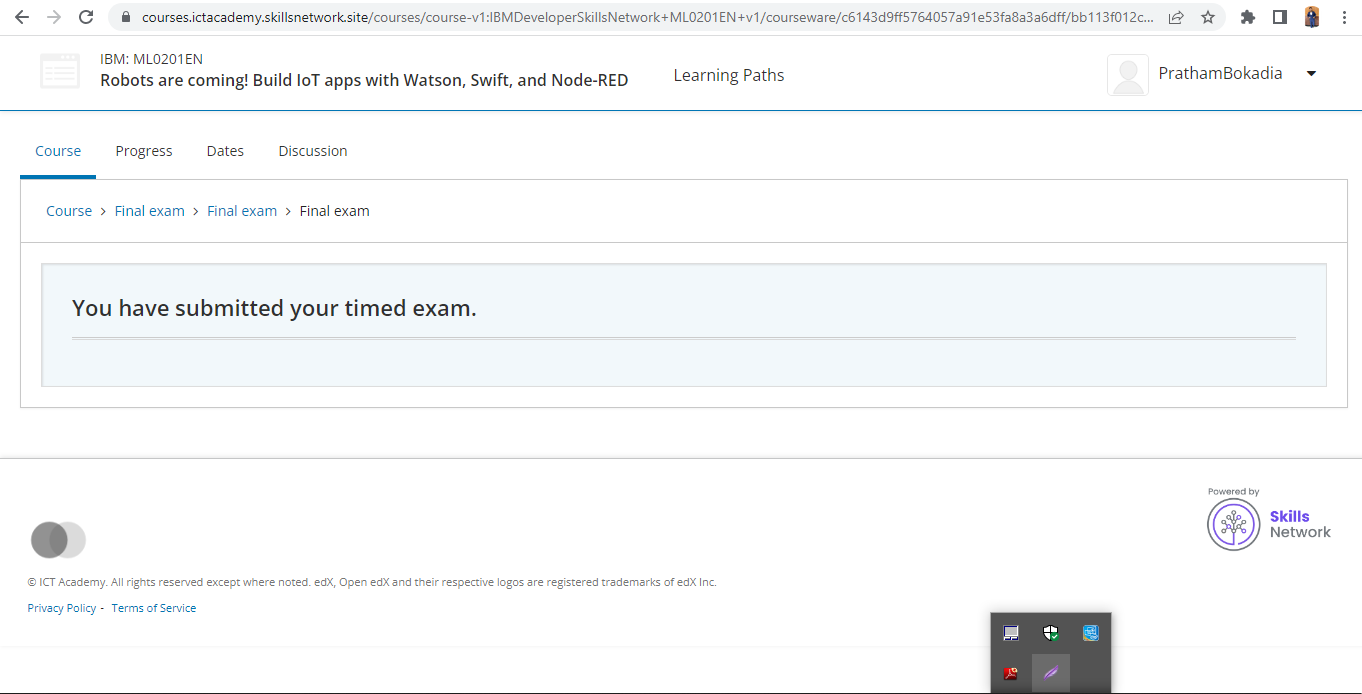 courses.ictacademy.skillsnetwork.site/courses/course-v1:IBMDeveloperSkillsNetwork+ML0201EN+v1/courseware/c6143d9ff5764057a91e53fa8a3a6dff/bb113f012c...
IBM: ML0201EN
Robots are coming! Build IoT apps with Watson, Swift, and Node-RED
Learning Paths
PrathamBokadia
Course Progress Dates Discussion
Course > Final exam > Final exam > Final exam
You have submitted your timed exam.
Powered by
Skills
Network
© ICT Academy. All rights reserved except where noted. edX, Open edX and their respective logos are registered trademarks of edX Inc.
Privacy Policy - Terms of Service